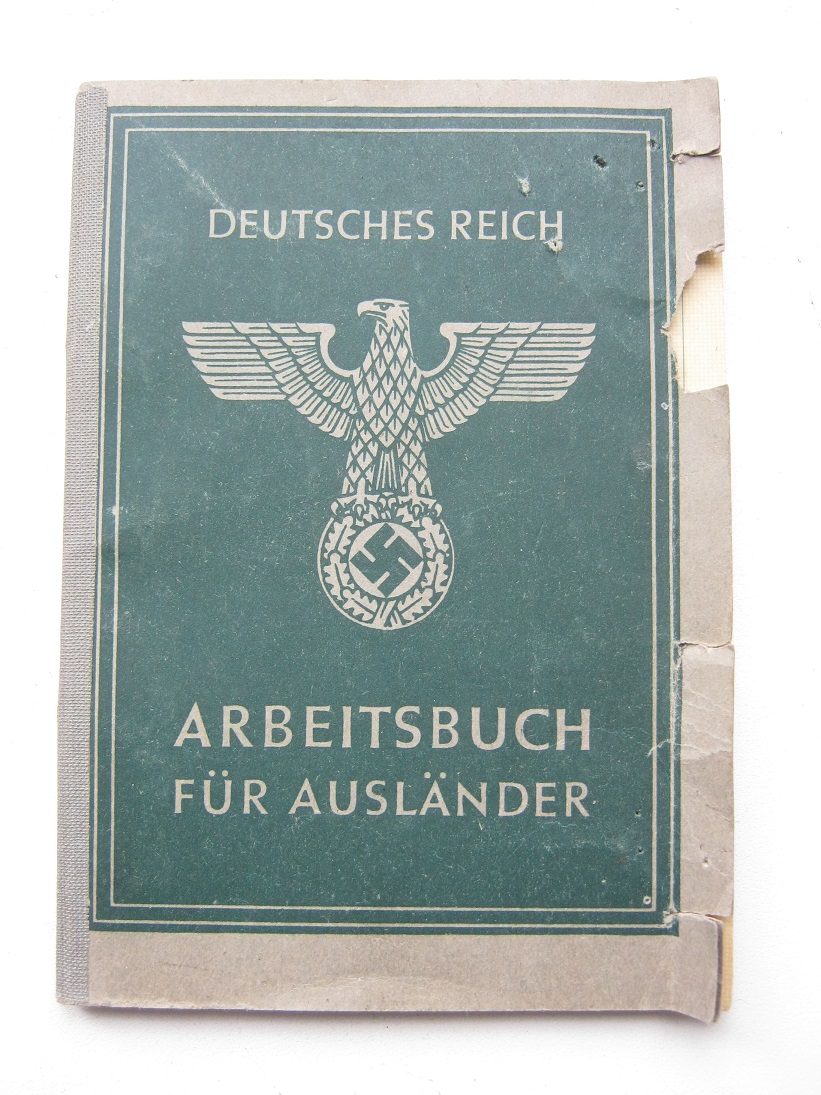 DEUTSCHES REICH
ARBEITSBUCH
FÜR AUSLÄNDER